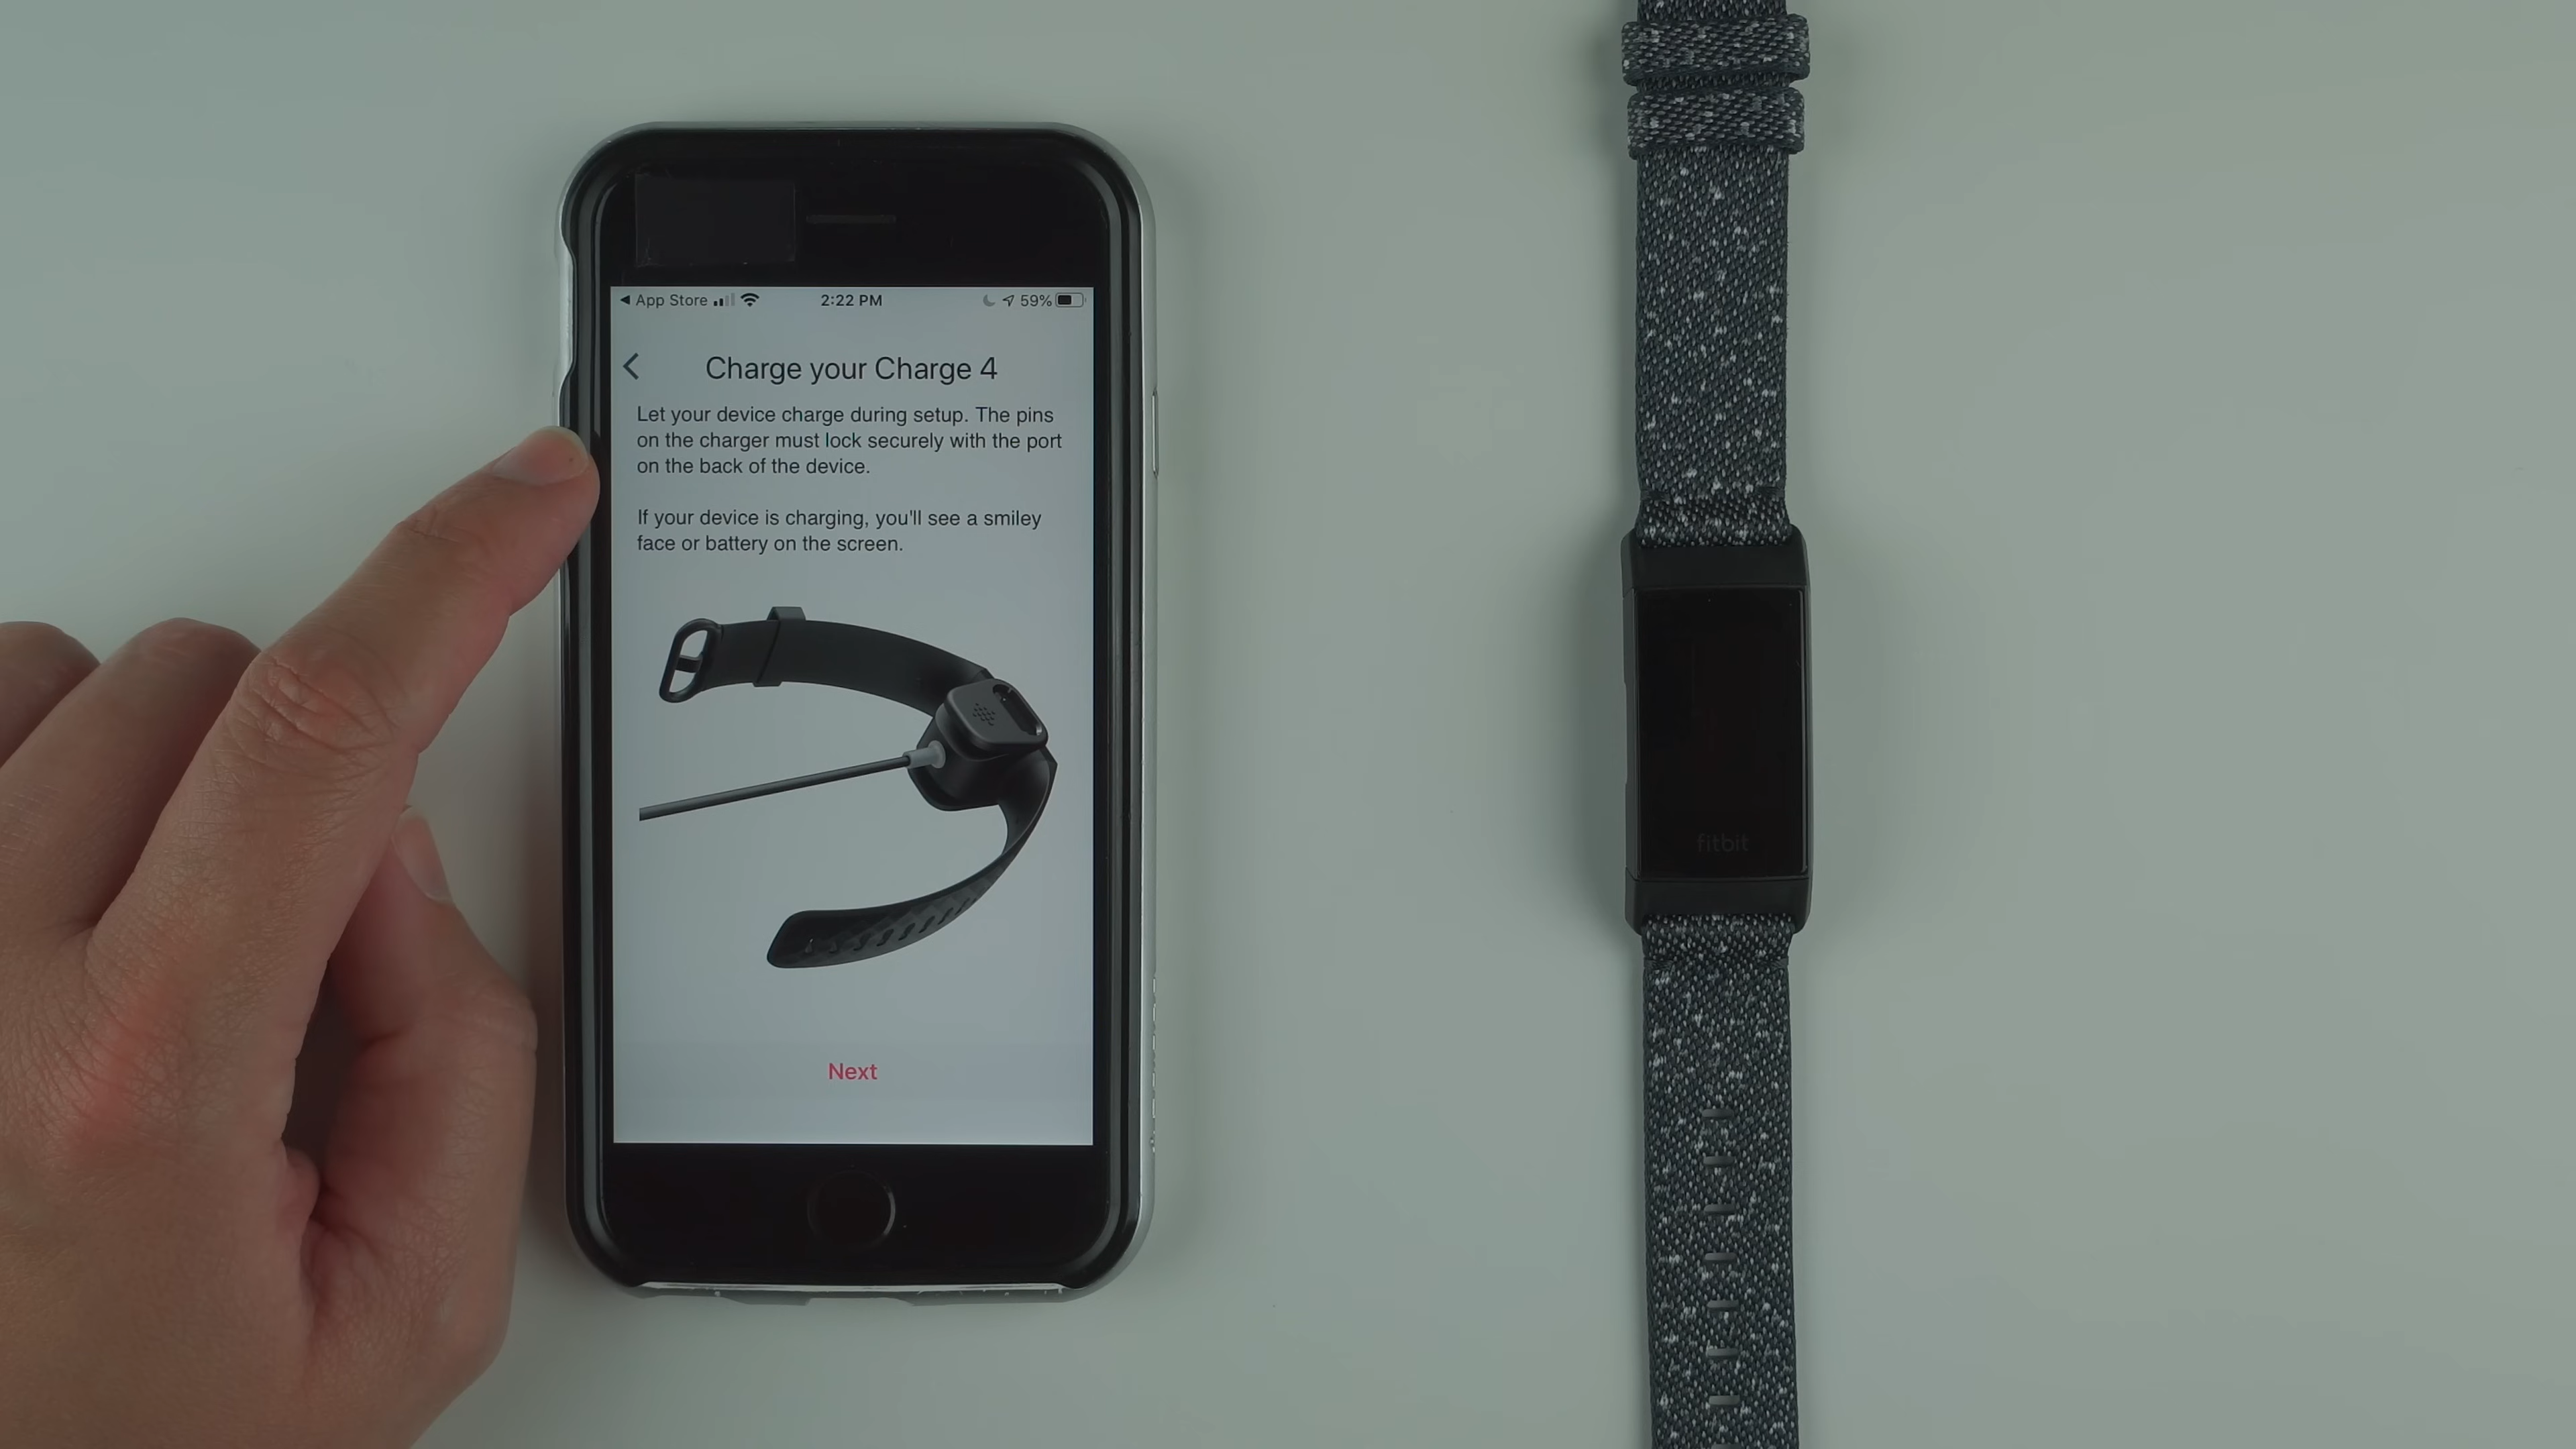 ◀ App Store 2:22 PM 59%
Charge your Charge 4
Let your device charge during setup. The pins
on the charger must lock securely with the port
on the back of the device.
If your device is charging, you'll see a smiley
face or battery on the screen.
Next
fitbit